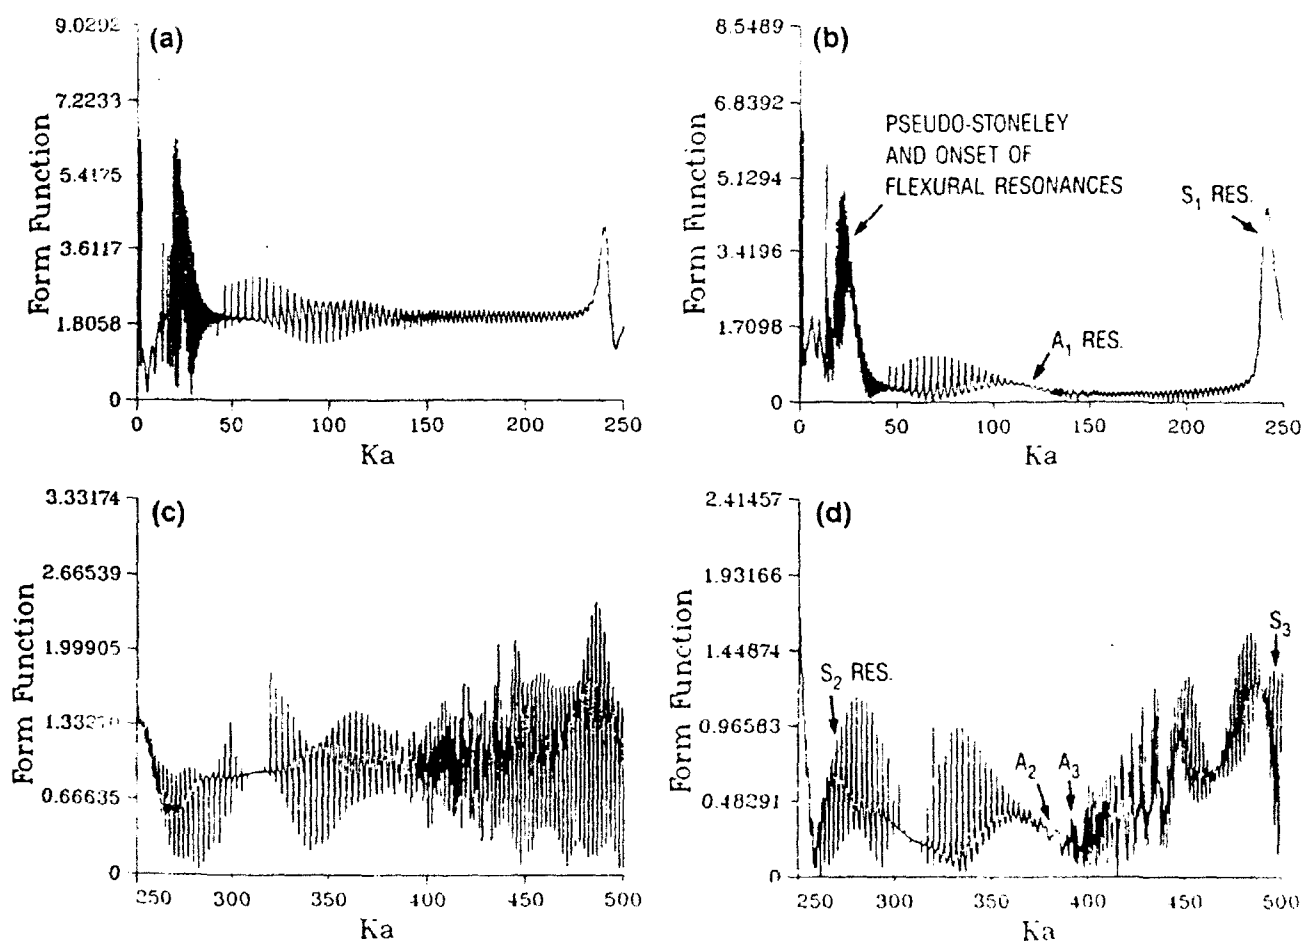 (a)
9.0292
7.2233
5.4175
3.6117
1.8058
0
Form Function
0 50 100 150 200 250
Ka
(b)
8.5489
6.8392
5.1294
3.4196
1.7098
0
Form Function
PSEUDO-STONELEY
AND ONSET OF
FLEXURAL RESONANCES
S1 RES.
A1 RES.
0 50 100 150 200 250
Ka
(c)
3.33174
2.66539
1.99905
0.66635
0
Form Function
250 300 350 400 450 500
Ka
(d)
2.41457
1.93166
1.44874
0.96583
0.48291
0
Form Function
S2 RES.
A2 A3
S3
250 300 350 400 450 500
Ka